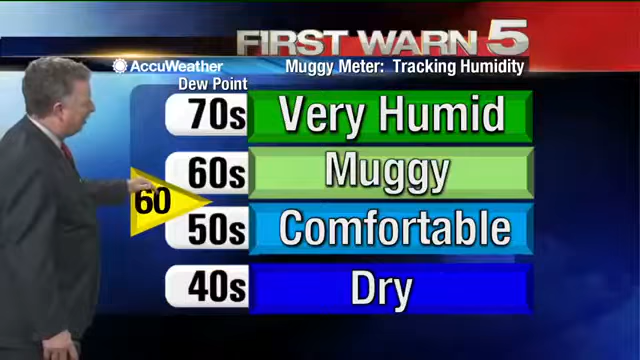 FIRST WARN 5
AccuWeather
Muggy Meter: Tracking Humidity
Dew Point
70s Very Humid
60s Muggy
60
50s Comfortable
40s Dry